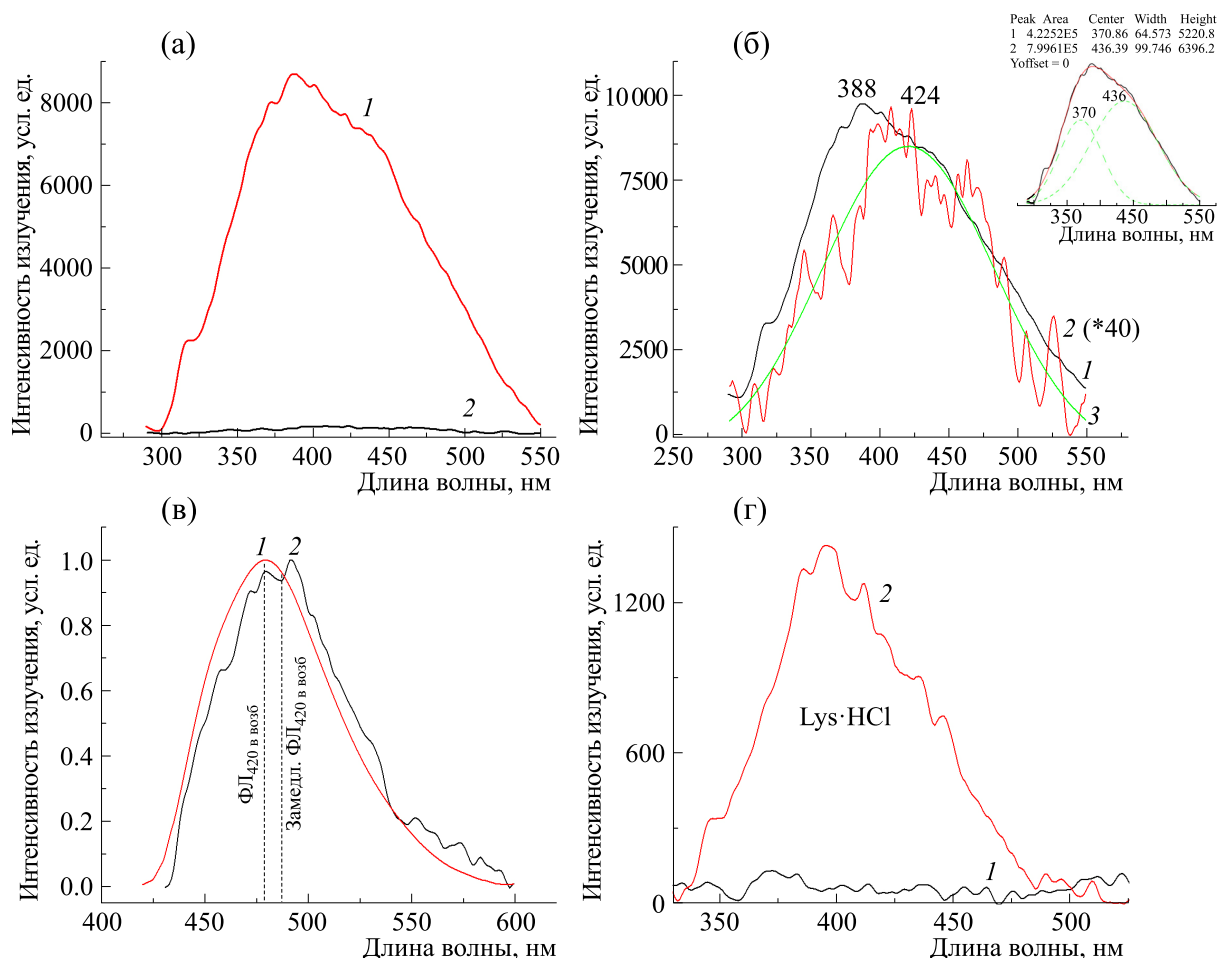 (а)
Интенсивность излучения, усл. ед.
8000
6000
4000
2000
0
1
2
300 350 400 450 500 550
Длина волны, нм
(б)
Интенсивность излучения, усл. ед.
10 000
7500
5000
2500
0
388
424
2 (*40)
1
3
250 300 350 400 450 500 550
Длина волны, нм
Peak Area Center Width Height
1 4.2252E5 370.86 64.573 5220.8
2 7.9961E5 436.39 99.746 6396.2
Yoffset = 0
370
436
350 450 550
Длина волны, нм
(в)
Интенсивность излучения, усл. ед.
1.0
0.8
0.6
0.4
0.2
0.0
1 2
ФЛ420 в возб
Замедл. ФЛ420 в возб
400 450 500 550 600
Длина волны, нм
(г)
Интенсивность излучения, усл. ед.
1200
600
0
2
Lys·HCl
1
350 400 450 500
Длина волны, нм